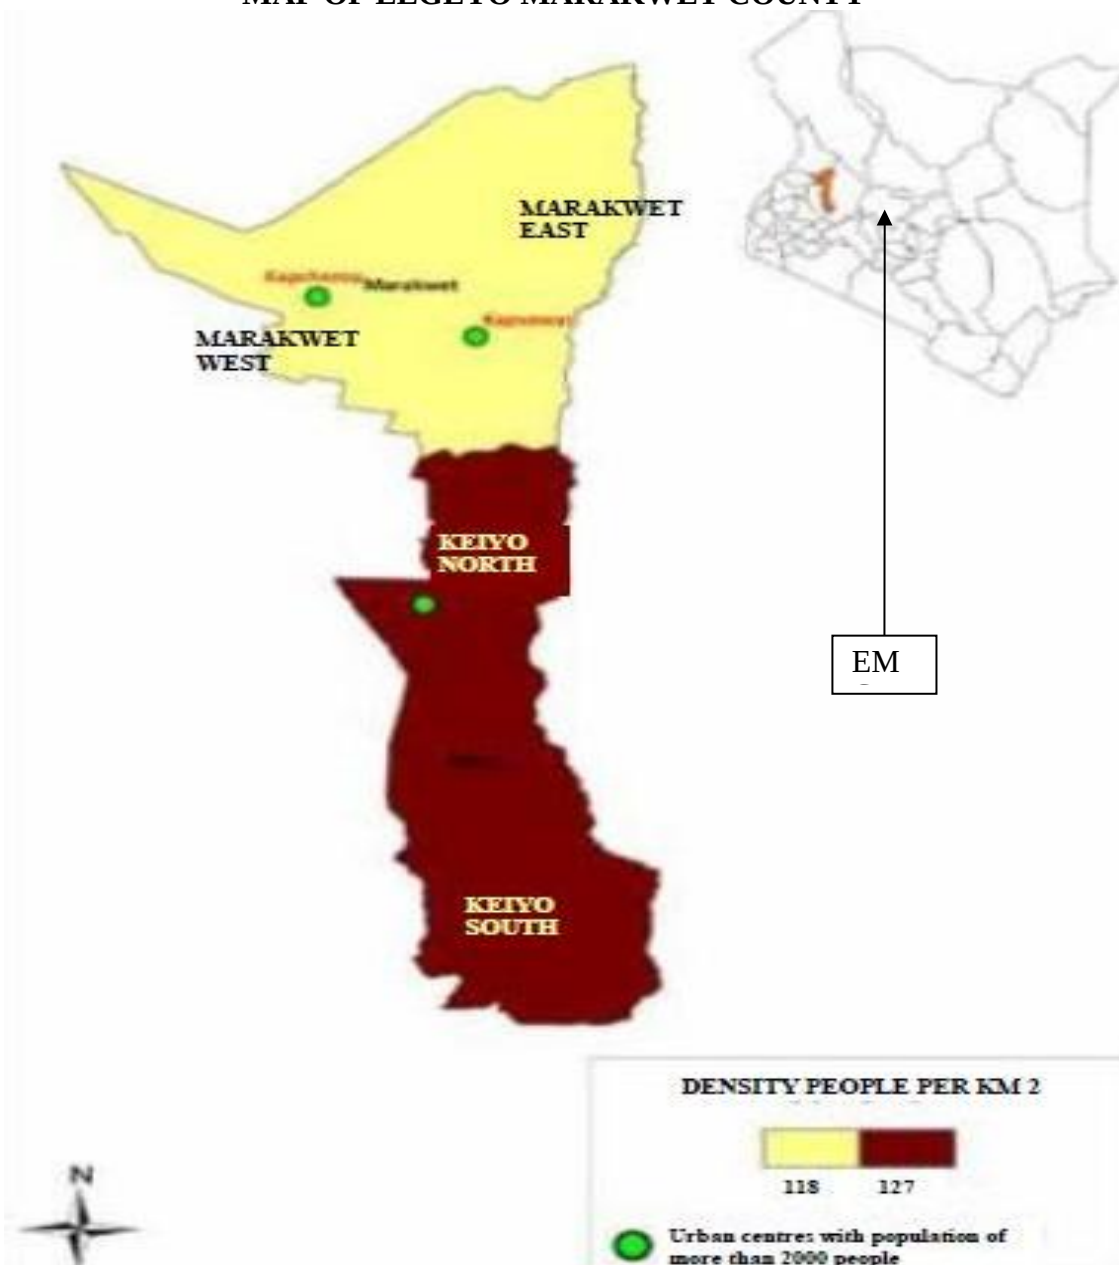 MAP OF ELGEYO MARAKWET COUNTY
MARAKWET
EAST
Marakwet
MARAKWET
WEST
KEIYO
NORTH
EM
KEIYO
SOUTH
DENSITY PEOPLE PER KM 2
118 127
N
Urban centres with population of
more than 2000 people